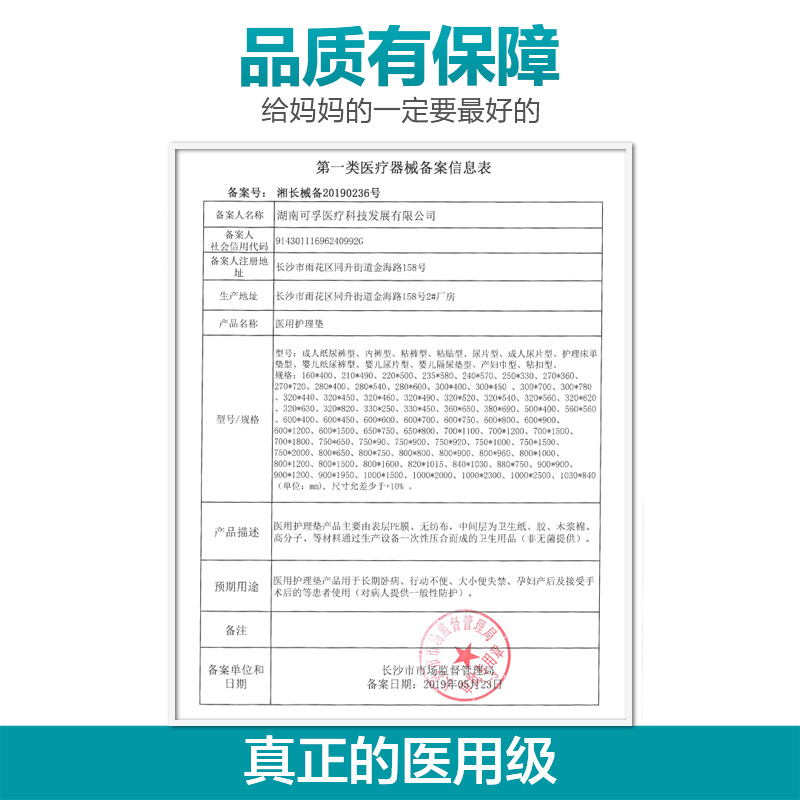 品质有保障
给妈妈的一定要最好的
第一类医疗器械备案信息表
备案号： 湘长械备20190236号
备案人名称 湖南可孚医疗科技发展有限公司
备案人
社会信用代码 91430111696240992G
备案人注册地
址 长沙市雨花区同升街道金海路158号
生产地址 长沙市雨花区同升街道金海路158号2#厂房
产品名称 医用护理垫
型号/规格
型号：成人纸尿裤型、内裤型、粘裤型、粘贴型、尿片型、成人尿片型、护理床单
垫型、婴儿纸尿裤型、婴儿尿片型、婴儿隔尿垫型、产妇巾型、粘扣型。
规格：160*400、210*490、220*500、235*580、240*570、250*330、270*360、
270*720、280*400、280*540、280*600、300*400、300*450 、300*700、300*780
、320*440、320*450、320*460、320*490、320*520、320*540、320*560、320*620
、320*630、320*820、330*250、330*450、360*650、380*690、500*400、560*560
、600*400、600*450、600*600、600*700、600*750、600*800、600*900、
600*1200、600*1500、650*750、650*800、700*1100、700*1200、700*1500、
700*1800、750*650、750*90、750*900、750*920、750*1000、750*1500、
750*2000、800*650、800*750、800*800、800*900、800*960、800*1000、
800*1200、800*1500、800*1600、820*1015、840*1030、880*750、900*900、
900*1200、900*1950、1000*1500、1000*2000、1000*2300、1000*2500、1030*840
（单位：mm），尺寸允差少于+10% 。
产品描述
医用护理垫产品主要由表层PE膜、无纺布，中间层为卫生纸、胶、木浆棉、
高分子、等材料通过生产设备一次性压合而成的卫生用品（非无菌提供）。
预期用途
医用护理垫产品用于长期卧病、行动不便、大小便失禁、孕妇产后及接受手
术后的等患者使用（对病人提供一般性防护）。
备注
备案单位和
日期
长沙市市场监督管理局
备案日期：2019年05月23日
真正的医用级